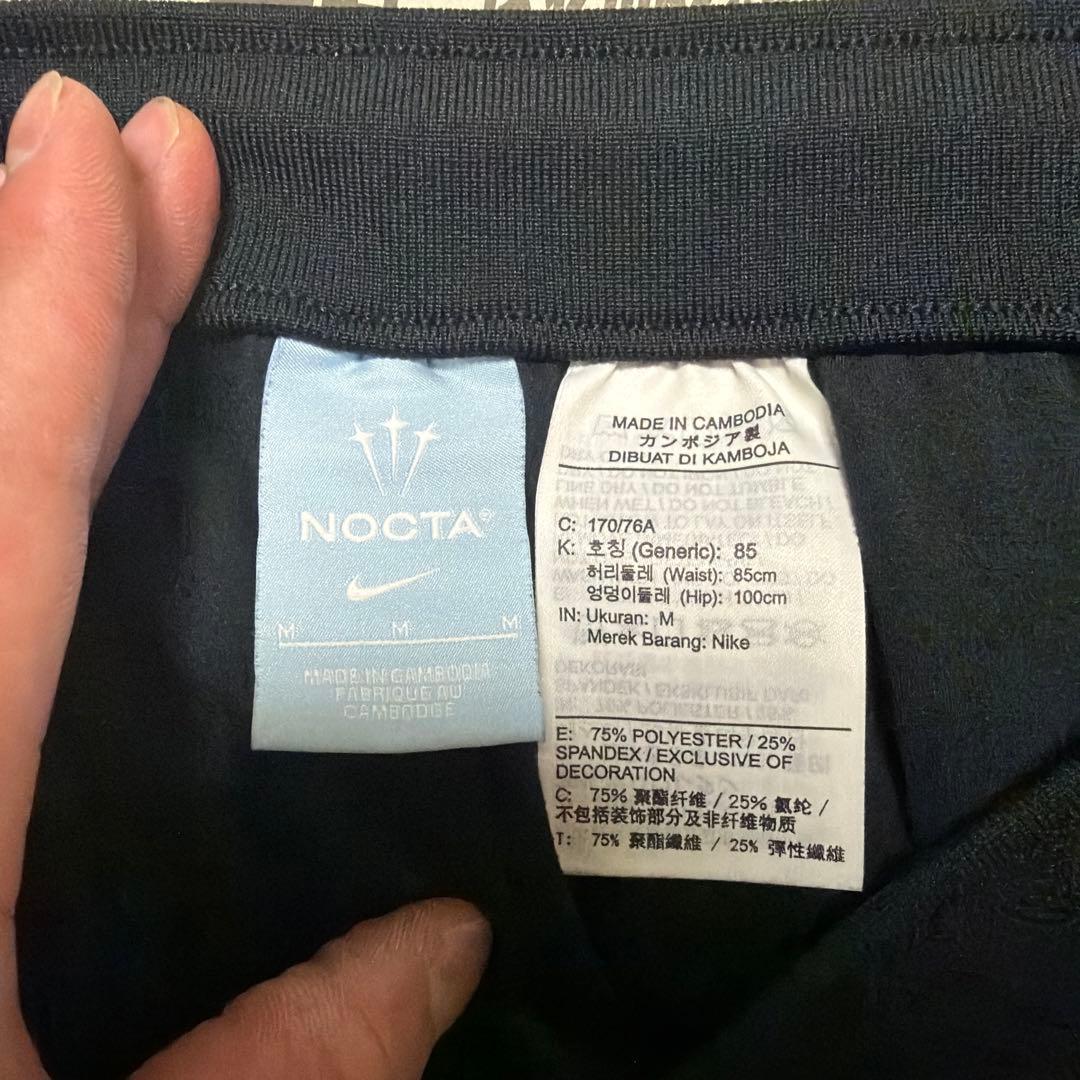 NOCTA®
M M M
MADE IN CAMBODIA
FABRIQUE AU
CAMBODGE
MADE IN CAMBODIA
カンボジア製
DIBUAT DI KAMBOJA
C: 170/76A
K: 호칭 (Generic): 85
허리둘레 (Waist): 85cm
엉덩이둘레 (Hip): 100cm
IN: Ukuran: M
Merek Barang: Nike
E: 75% POLYESTER / 25%
SPANDEX / EXCLUSIVE OF
DECORATION
C: 75% 聚酯纤维 / 25% 氨纶 /
不包括装饰部分及非纤维物质
T: 75% 聚酯纖維 / 25% 彈性纖維